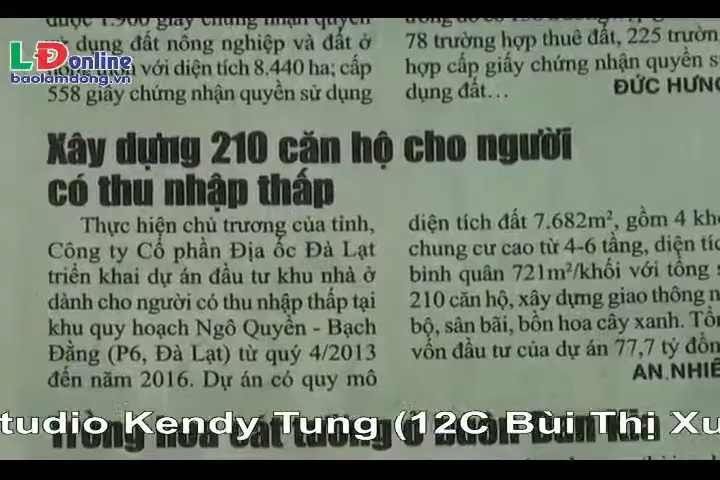 LĐ online
baolamdong.vn
được 1.900 giấy chứng nhận quyền
sử dụng đất nông nghiệp và đất ở
với diện tích 8.440 ha; cấp
558 giấy chứng nhận quyền sử dụng
78 trường hợp thuê đất, 225 trườn
hợp cấp giấy chứng nhận quyền s
dụng đất...
ĐỨC HƯNG
Xây dựng 210 căn hộ cho người
có thu nhập thấp
Thực hiện chủ trương của tỉnh,
Công ty Cổ phần Địa ốc Đà Lạt
triển khai dự án đầu tư khu nhà ở
dành cho người có thu nhập thấp tại
khu quy hoạch Ngô Quyền - Bạch
Đằng (P6, Đà Lạt) từ quý 4/2013
đến năm 2016. Dự án có quy mô
diện tích đất 7.682m², gồm 4 khố
chung cư cao từ 4-6 tầng, diện tíc
bình quân 721m²/khối với tổng s
210 căn hộ, xây dựng giao thông n
bộ, sân bãi, bồn hoa cây xanh. Tổn
vốn đầu tư của dự án 77,7 tỷ đồn
AN NHIÊ
tudio Kendy Tung (12C Bùi Thị Xu